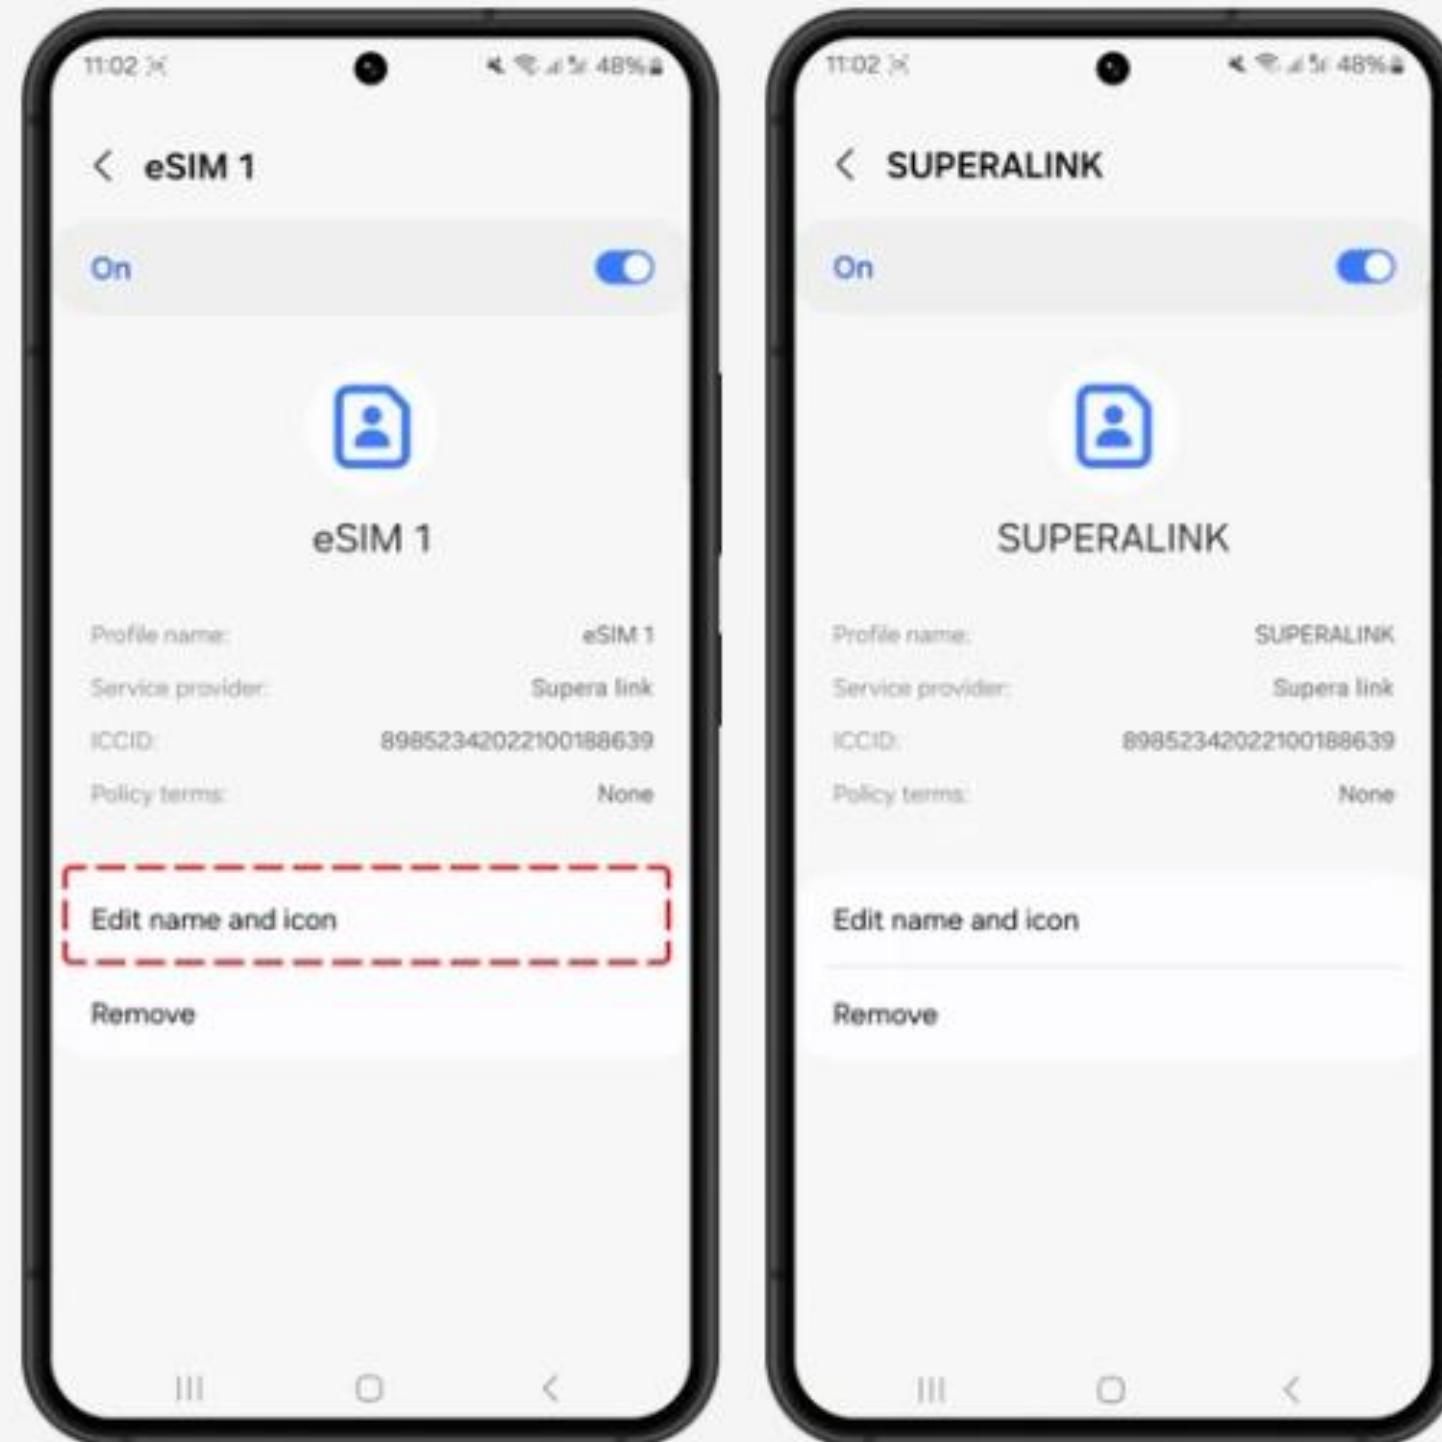 11:02
48%
eSIM 1
On
eSIM 1
Profile name: eSIM 1
Service provider: Supera link
ICCID: 89852342022100188639
Policy terms: None
Edit name and icon
Remove
11:02
48%
SUPERALINK
On
SUPERALINK
Profile name: SUPERALINK
Service provider: Supera link
ICCID: 89852342022100188639
Policy terms: None
Edit name and icon
Remove